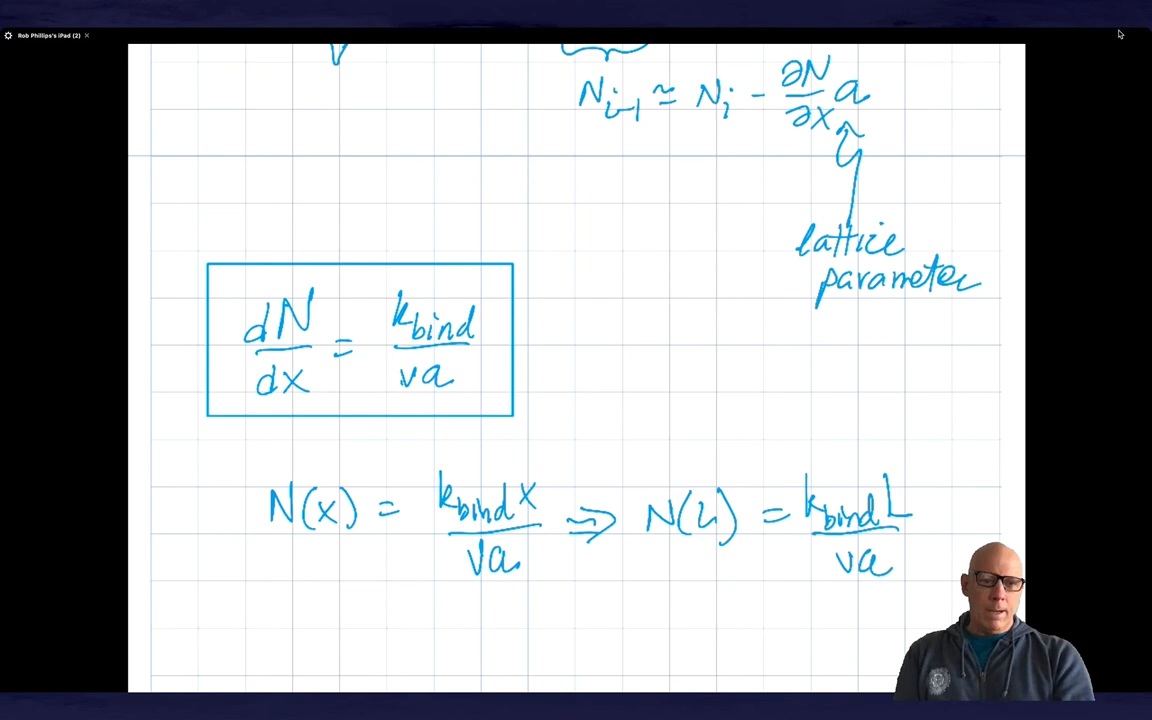 Rob Phillips's iPad (2)
N_{i-1} ≃ N_i - ∂N/∂x a
lattice
parameter
dN/dx = k_bind/va
N(x) = k_bind x/va ⇒ N(L) = k_bind L/va